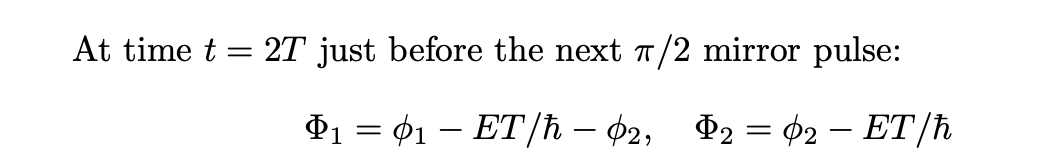 At time t = 2T just before the next π/2 mirror pulse:
Φ₁ = ϕ₁ − ET/ħ − ϕ₂, Φ₂ = ϕ₂ − ET/ħ